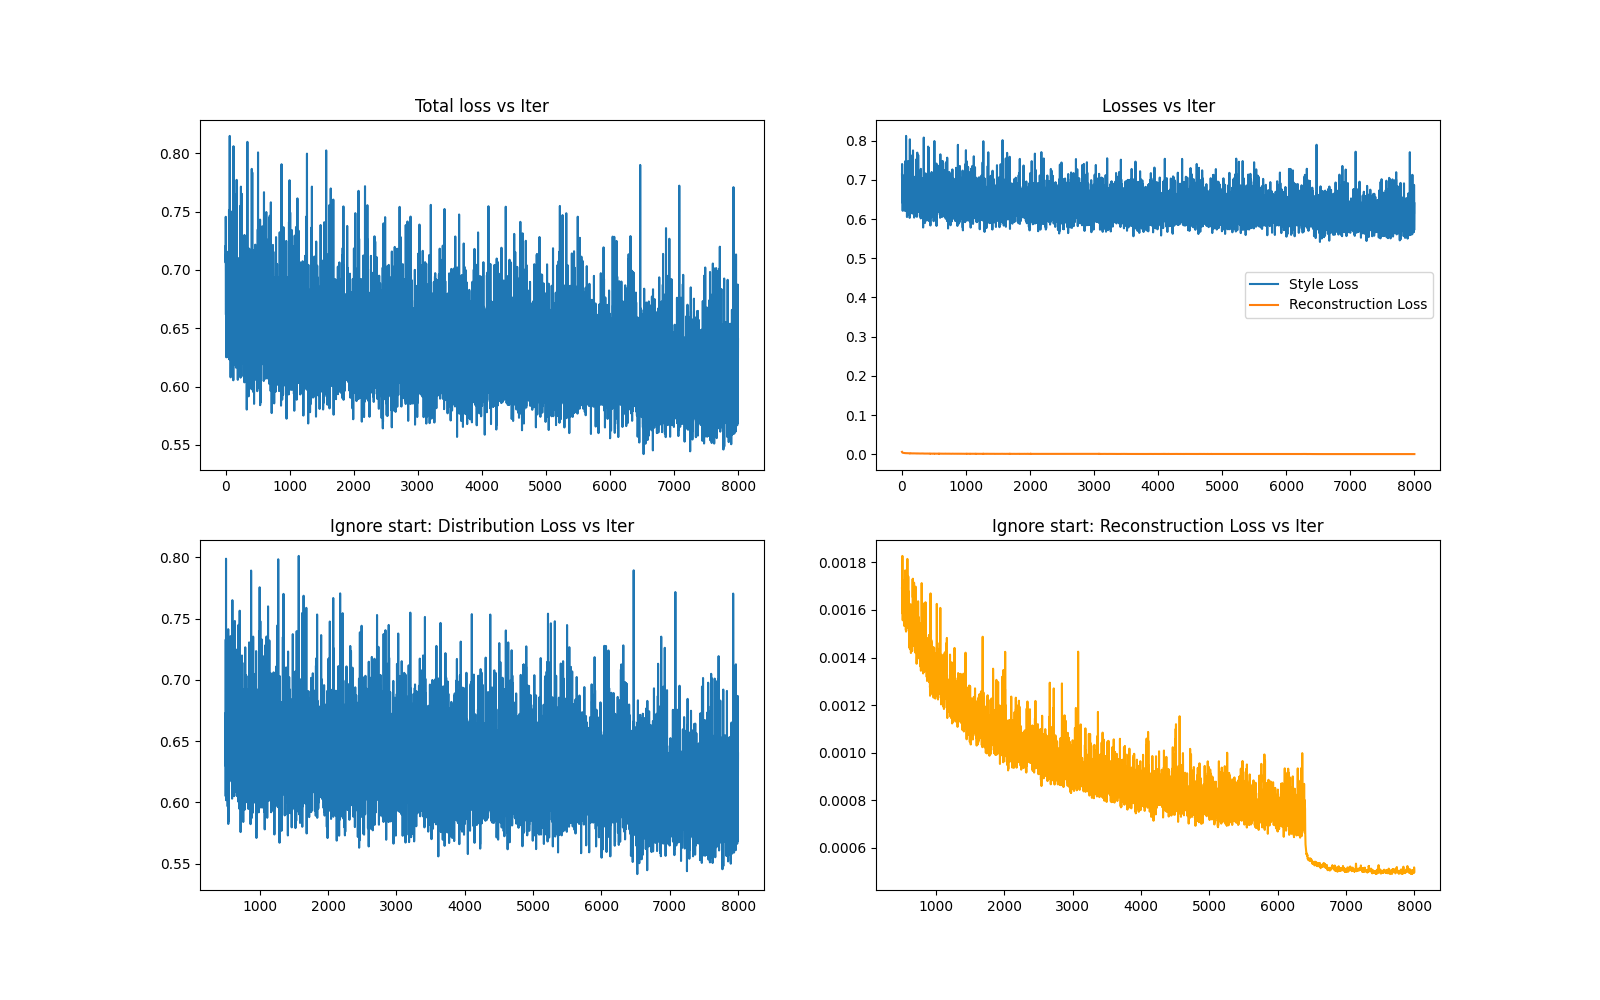 Total loss vs Iter
0.80
0.75
0.70
0.65
0.60
0.55
0 1000 2000 3000 4000 5000 6000 7000 8000
Losses vs Iter
0.8
0.7
0.6
0.5
0.4
0.3
0.2
0.1
0.0
Style Loss
Reconstruction Loss
0 1000 2000 3000 4000 5000 6000 7000 8000
Ignore start: Distribution Loss vs Iter
0.80
0.75
0.70
0.65
0.60
0.55
1000 2000 3000 4000 5000 6000 7000 8000
Ignore start: Reconstruction Loss vs Iter
0.0018
0.0016
0.0014
0.0012
0.0010
0.0008
0.0006
1000 2000 3000 4000 5000 6000 7000 8000